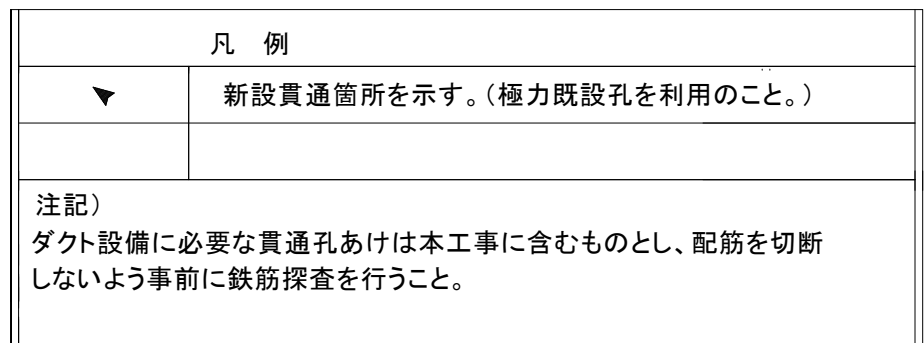 凡 例
新設貫通箇所を示す。（極力既設孔を利用のこと。）
注記）
ダクト設備に必要な貫通孔あけは本工事に含むものとし、配筋を切断
しないよう事前に鉄筋探査を行うこと。